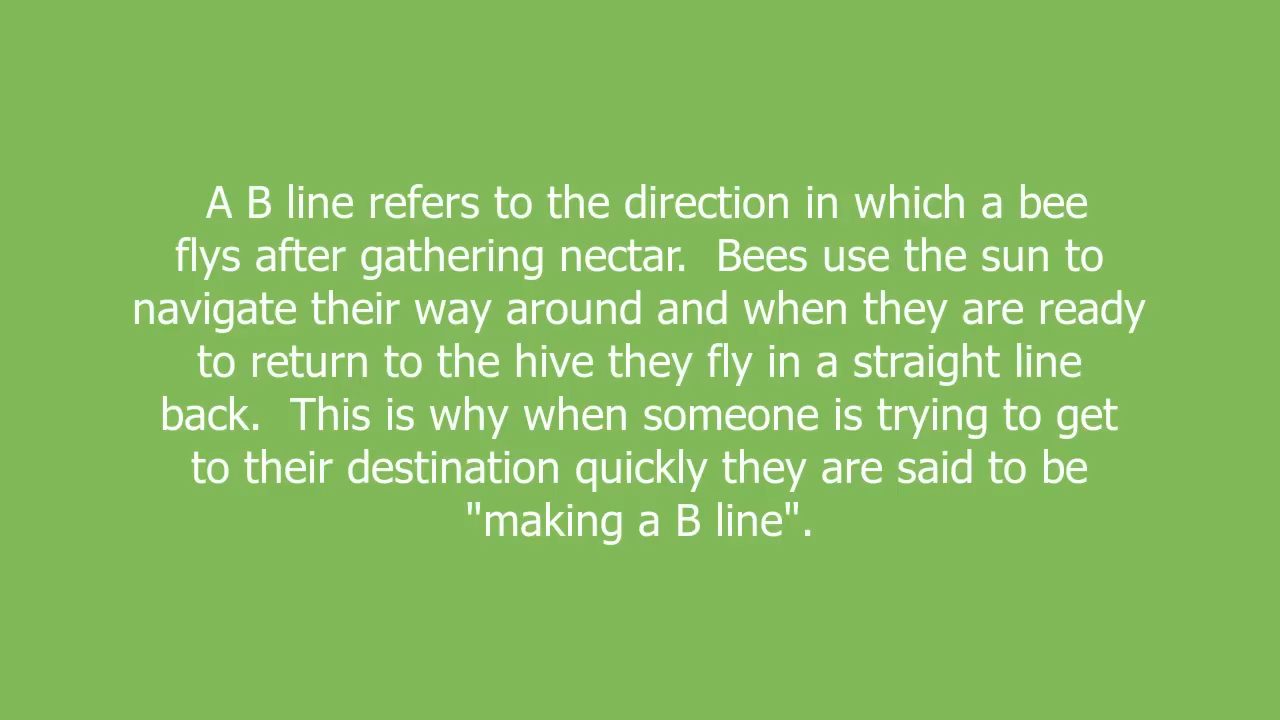 A B line refers to the direction in which a bee
flys after gathering nectar.  Bees use the sun to
navigate their way around and when they are ready
to return to the hive they fly in a straight line
back.  This is why when someone is trying to get
to their destination quickly they are said to be
"making a B line".